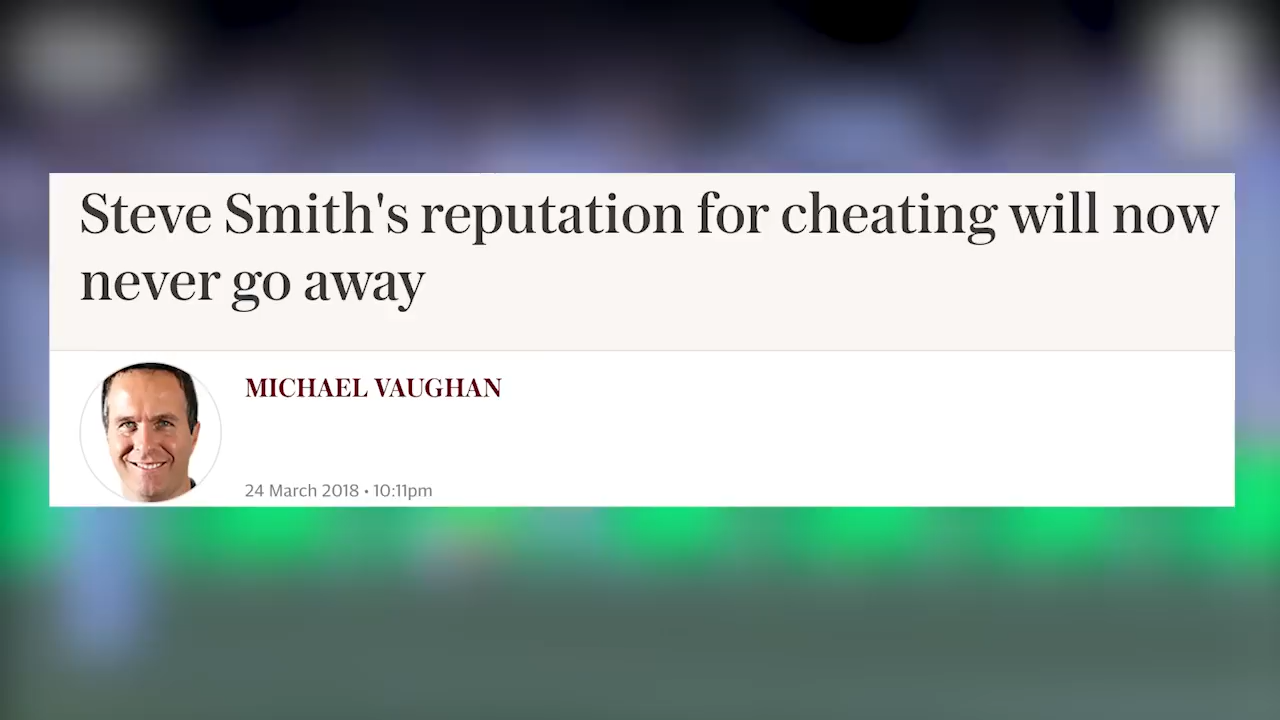 Steve Smith's reputation for cheating will now
never go away
MICHAEL VAUGHAN
24 March 2018 • 10:11pm